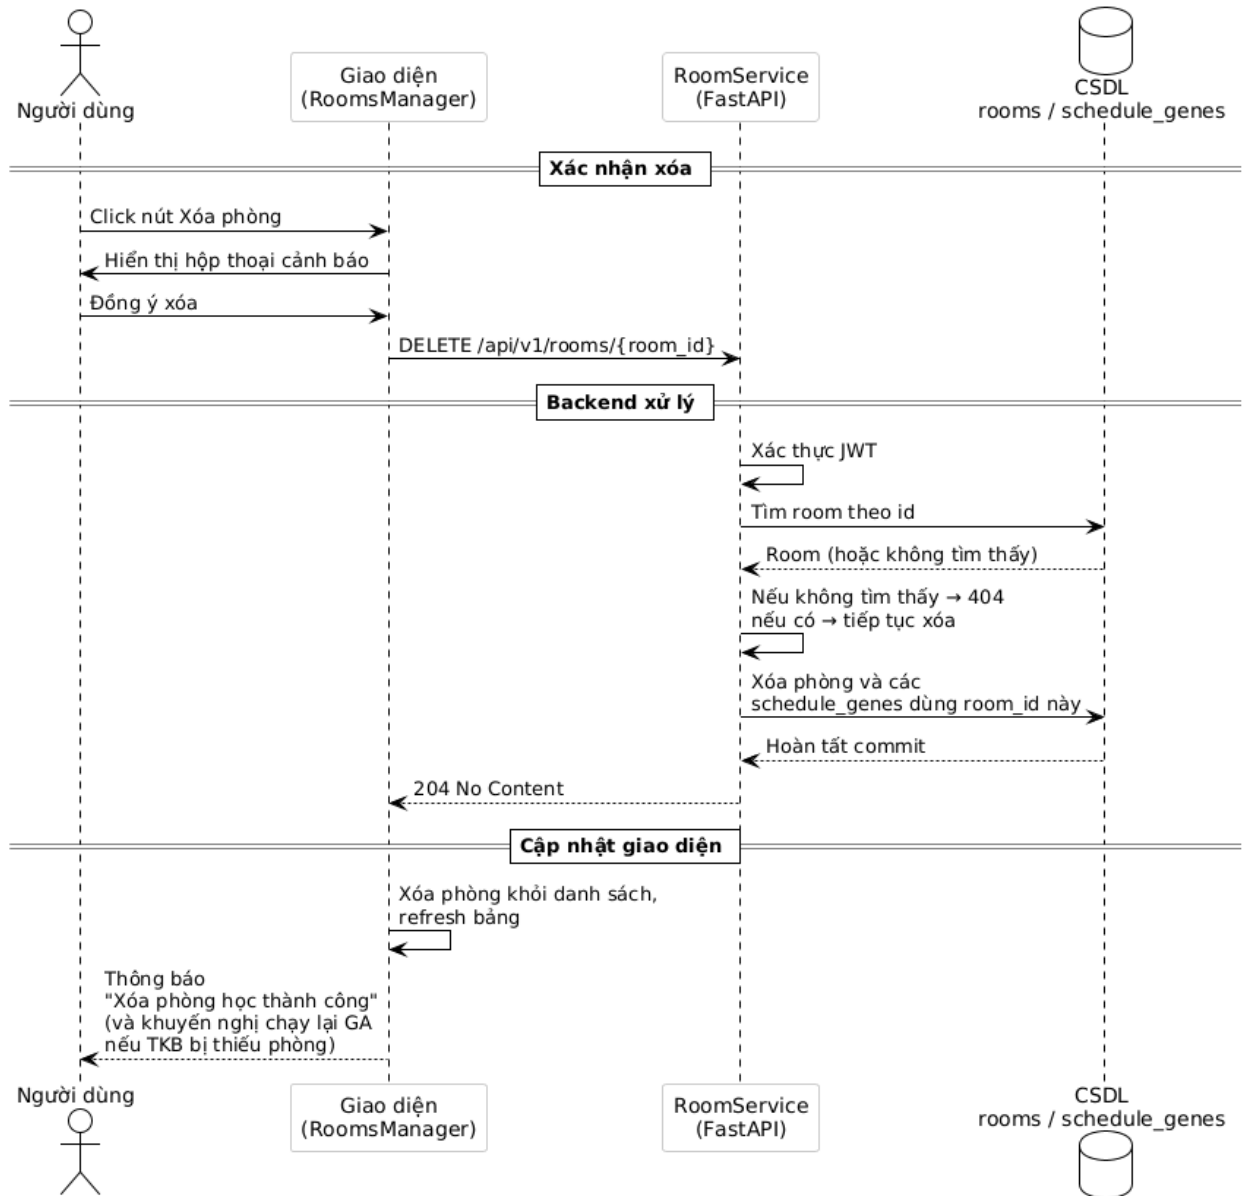 Người dùng
Giao diện
(RoomsManager)
RoomService
(FastAPI)
CSDL
rooms / schedule_genes
Xác nhận xóa
Click nút Xóa phòng
Hiển thị hộp thoại cảnh báo
Đồng ý xóa
DELETE /api/v1/rooms/{room_id}
Backend xử lý
Xác thực JWT
Tìm room theo id
Room (hoặc không tìm thấy)
Nếu không tìm thấy → 404
nếu có → tiếp tục xóa
Xóa phòng và các
schedule_genes dùng room_id này
Hoàn tất commit
204 No Content
Cập nhật giao diện
Xóa phòng khỏi danh sách,
refresh bảng
Thông báo
"Xóa phòng học thành công"
(và khuyến nghị chạy lại GA
nếu TKB bị thiếu phòng)
Người dùng
Giao diện
(RoomsManager)
RoomService
(FastAPI)
CSDL
rooms / schedule_genes